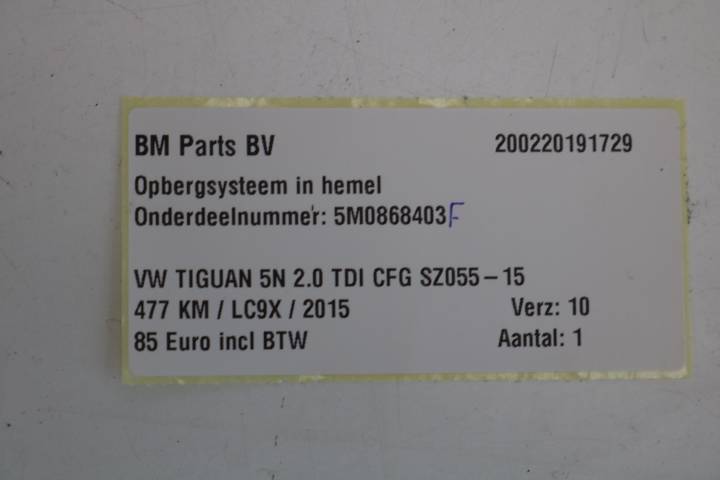 BM Parts BV 200220191729
Opbergsysteem in hemel
Onderdeelnummer: 5M0868403F
VW TIGUAN 5N 2.0 TDI CFG SZ055-15
477 KM / LC9X / 2015 Verz: 10
85 Euro incl BTW Aantal: 1